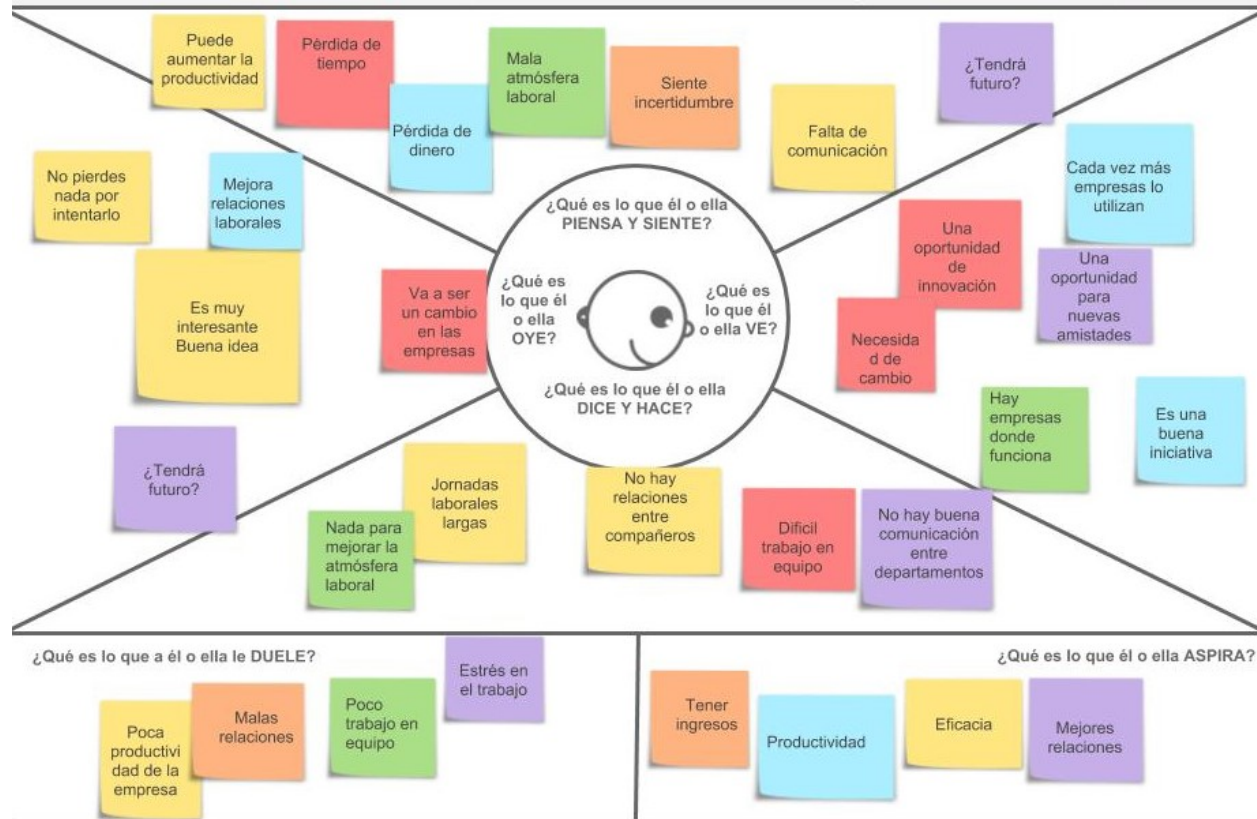 Puede
aumentar la
productividad
Pérdida de
tiempo
Pérdida de
dinero
Mala
atmósfera
laboral
Siente
incertidumbre
Falta de
comunicación
¿Tendrá
futuro?
Cada vez más
empresas lo
utilizan
No pierdes
nada por
intentarlo
Mejora
relaciones
laborales
Es muy
interesante
Buena idea
Va a ser
un cambio
en las
empresas
¿Tendrá
futuro?
¿Qué es lo que él o ella
PIENSA Y SIENTE?
¿Qué es
lo que él
o ella
OYE?
¿Qué es
lo que él
o ella VE?
¿Qué es lo que él o ella
DICE Y HACE?
Una
oportunidad
de
innovación
Una
oportunidad
para
nuevas
amistades
Necesida
d de
cambio
Hay
empresas
donde
funciona
Es una
buena
iniciativa
Jornadas
laborales
largas
Nada para
mejorar la
atmósfera
laboral
No hay
relaciones
entre
compañeros
Dificil
trabajo en
equipo
No hay buena
comunicación
entre
departamentos
¿Qué es lo que a él o ella le DUELE?
Poca
productivi
dad de la
empresa
Malas
relaciones
Poco
trabajo en
equipo
Estrés en
el trabajo
¿Qué es lo que él o ella ASPIRA?
Tener
ingresos
Productividad
Eficacia
Mejores
relaciones